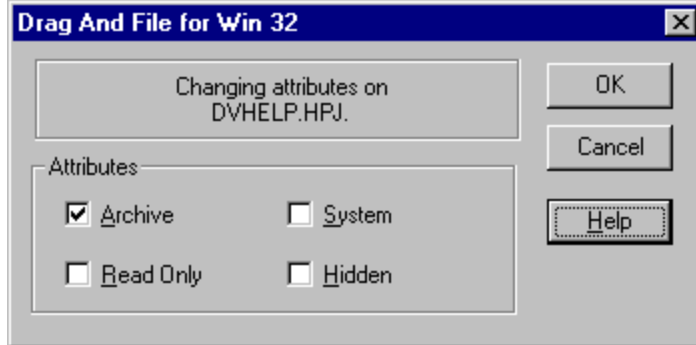 Drag And File for Win 32
Changing attributes on
DVHELP.HPJ.
OK
Cancel
Help
Attributes
Archive
System
Read Only
Hidden